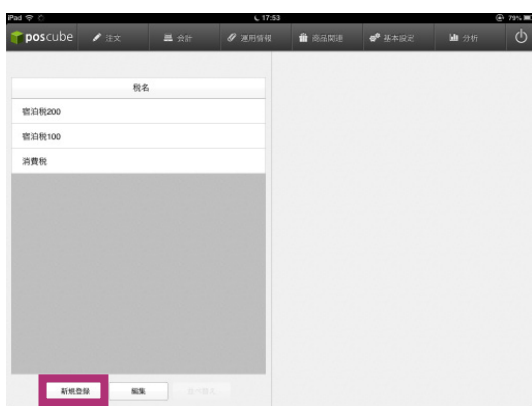 iPad 17:53 79%
poscube 注文 会計 運用情報 商品関連 基本設定 分析
税名
宿泊税200
宿泊税100
消費税
新規登録 編集 並べ替え